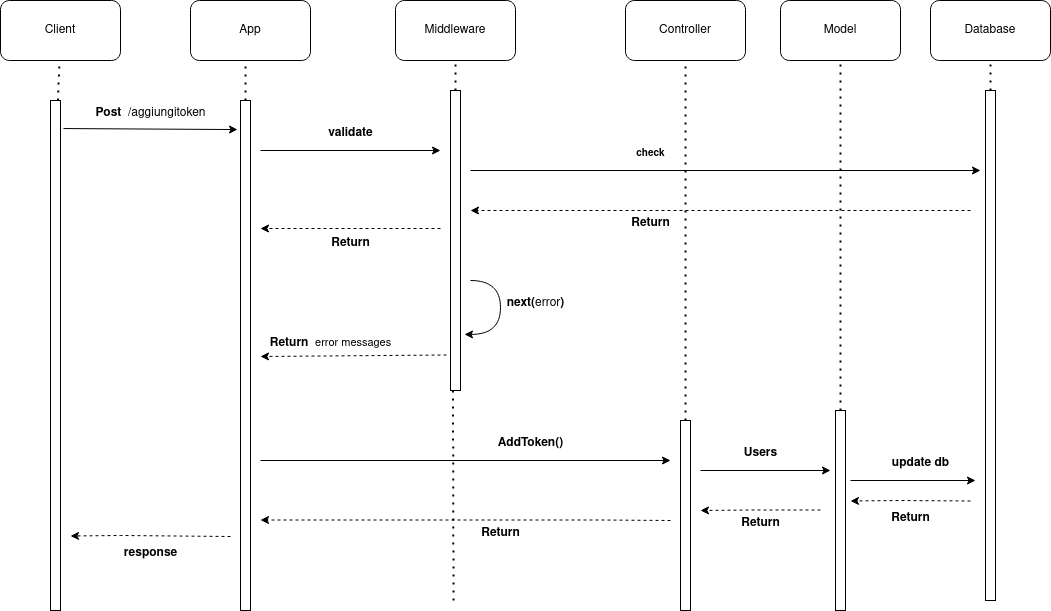 Client
App
Middleware
Controller
Model
Database
Post /aggiungitoken
validate
check
Return
Return
next(error)
Return error messages
AddToken()
Users
update db
Return
Return
Return
response